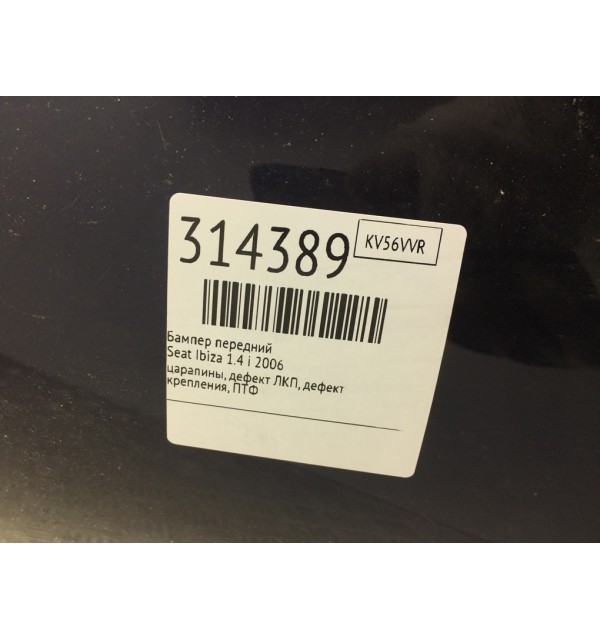 314389
KV56VVR
Бампер передний
Seat Ibiza 1.4 i 2006
царапины, дефект ЛКП, дефект
крепления, ПТФ